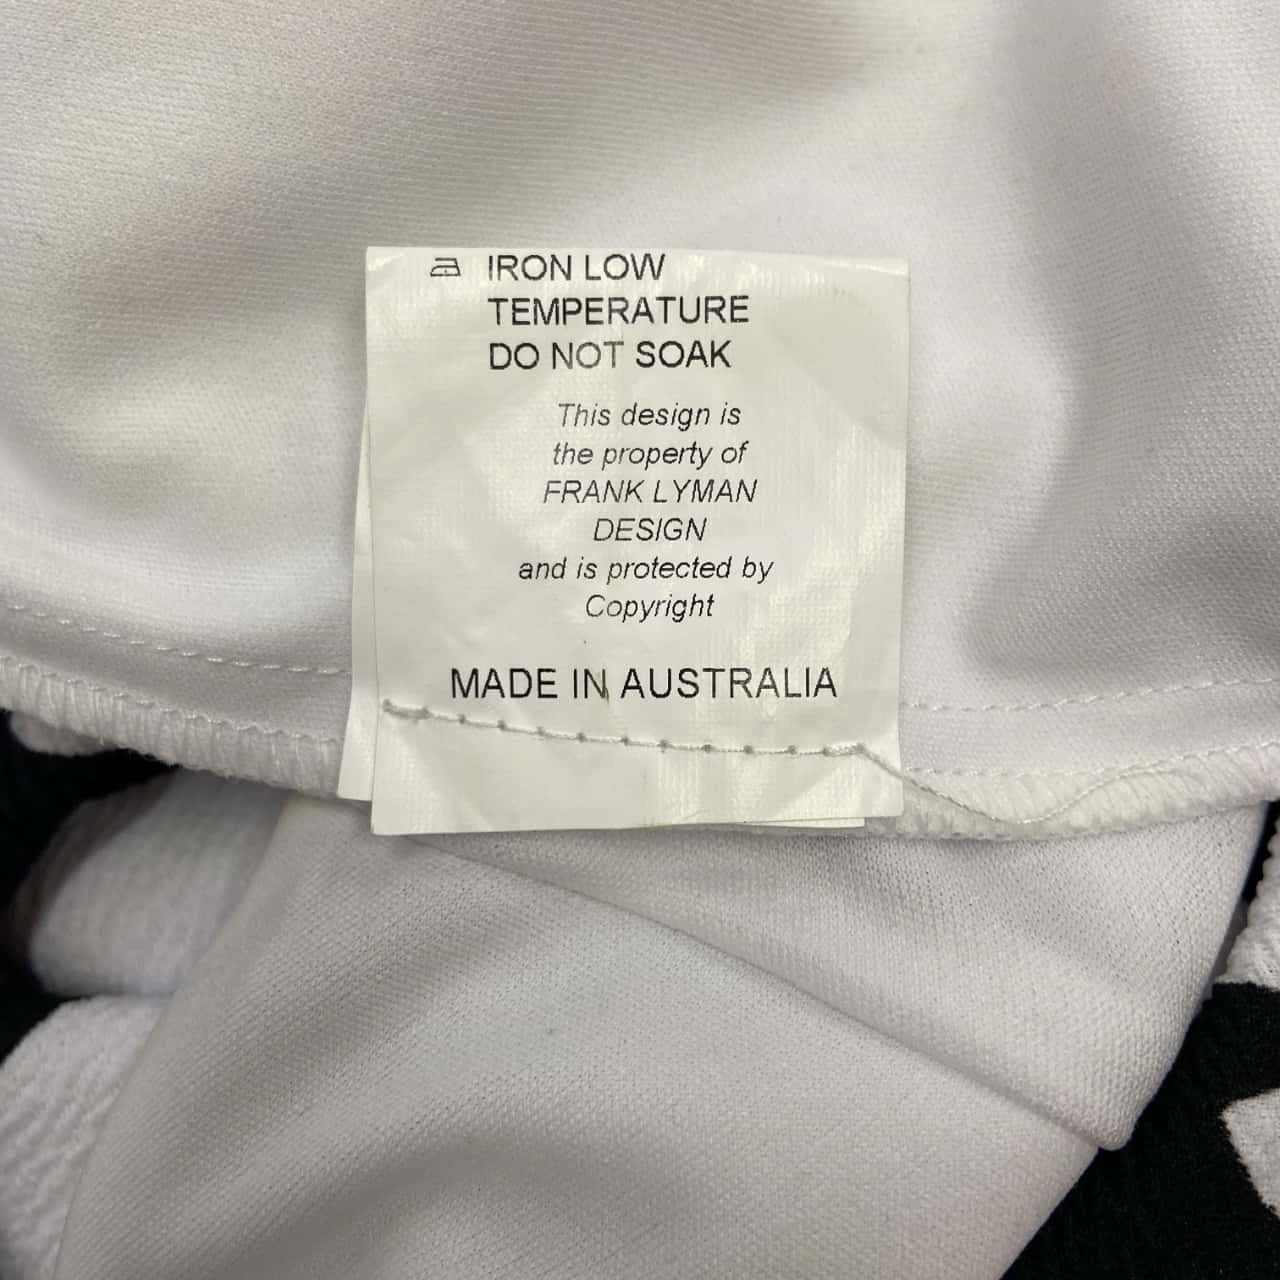 IRON LOW
TEMPERATURE
DO NOT SOAK
This design is
the property of
FRANK LYMAN
DESIGN
and is protected by
Copyright
MADE IN AUSTRALIA